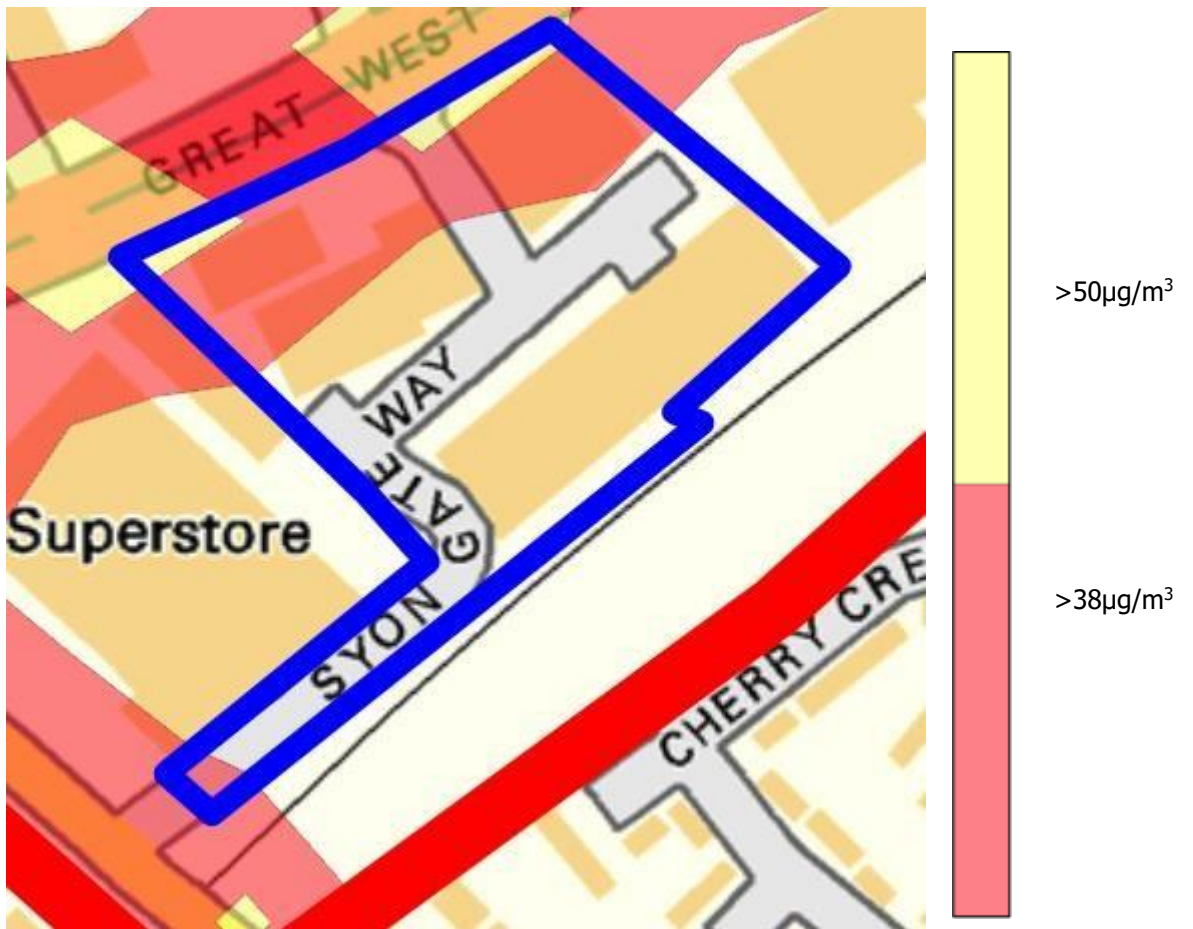 GREAT WEST
WAY
GATE
SYON
Superstore
CHERRY CRE
>50µg/m³
>38µg/m³